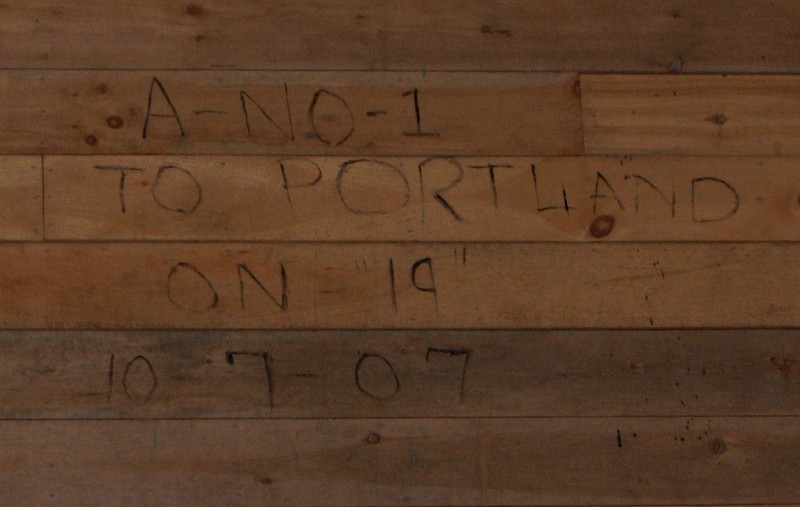 A-NO-1
TO PORTLAND
ON "19"
10-7-07